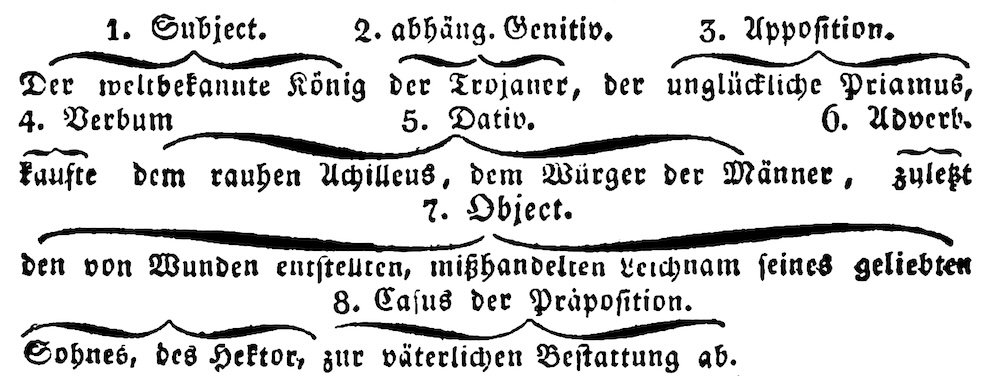 1. Subject. 2. abhäng. Genitiv. 3. Apposition.
Der weltbekannte König der Trojaner, der unglückliche Priamus,
4. Verbum 5. Dativ. 6. Adverb.
kaufte dem rauhen Achilleus, dem Würger der Männer, zuletzt
7. Object.
den von Wunden entstellten, mißhandelten Leichnam seines geliebten
8. Casus der Präposition.
Sohnes, des Hektor, zur väterlichen Bestattung ab.